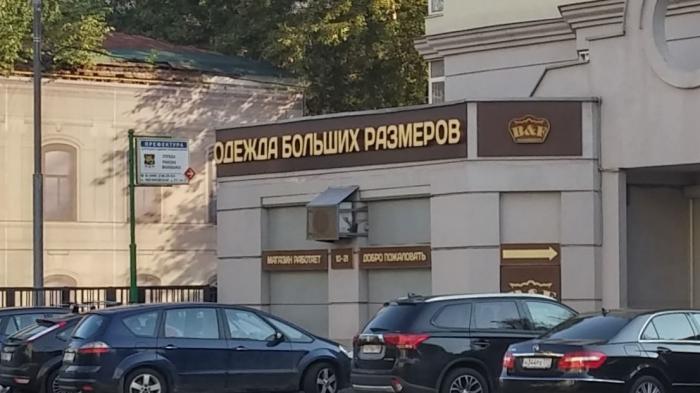 ОДЕЖДА БОЛЬШИХ РАЗМЕРОВ
ПРЕФЕКТУРА
МАГАЗИН РАБОТАЕТ
10-21
ДОБРО ПОЖАЛОВАТЬ